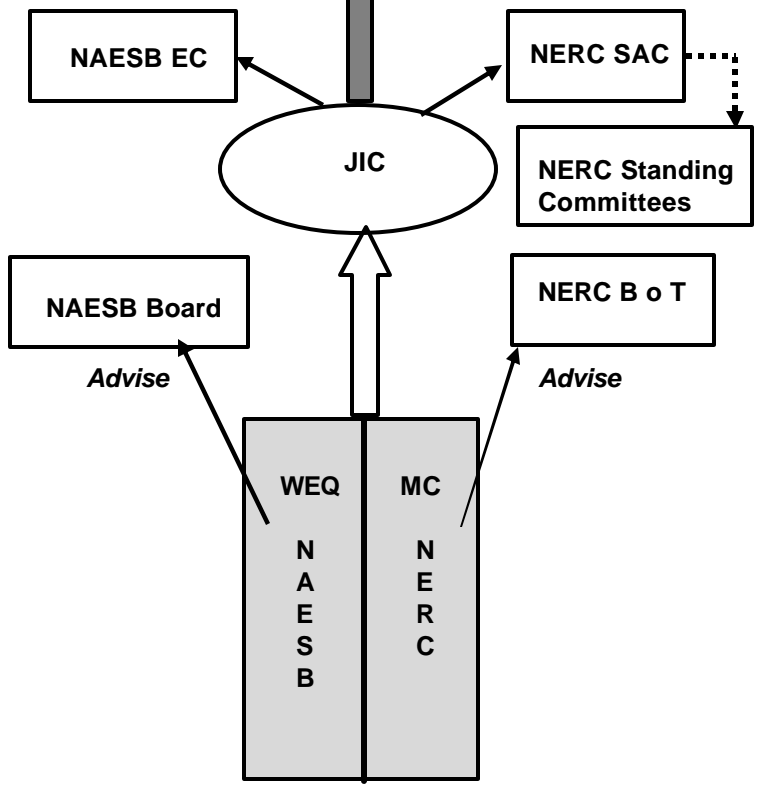 NAESB EC
NERC SAC
JIC
NERC Standing
Committees
NAESB Board
NERC B o T
Advise
Advise
WEQ
MC
N
A
E
S
B
N
E
R
C